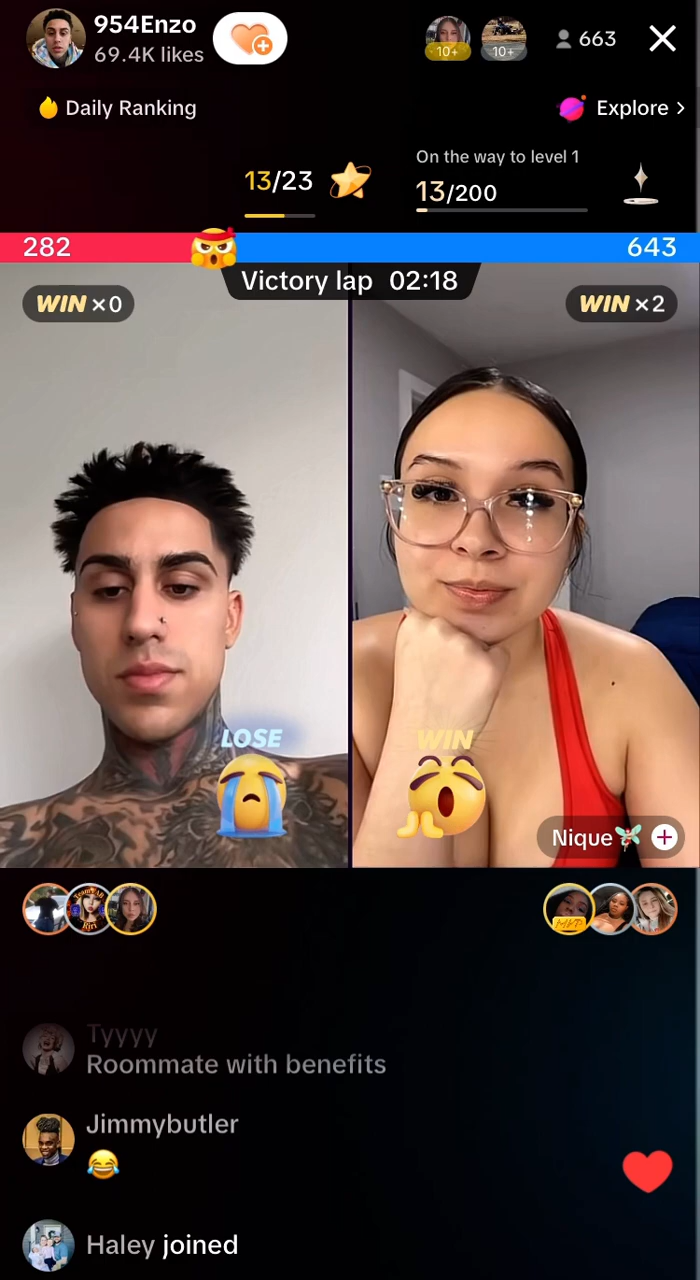 954Enzo
69.4K likes
10+
10+
663
Daily Ranking
Explore >
13/23
On the way to level 1
13/200
282
643
Victory lap 02:18
WIN ×0
WIN ×2
LOSE
WIN
Nique
Tyyyy
Roommate with benefits
Jimmybutler
Haley joined